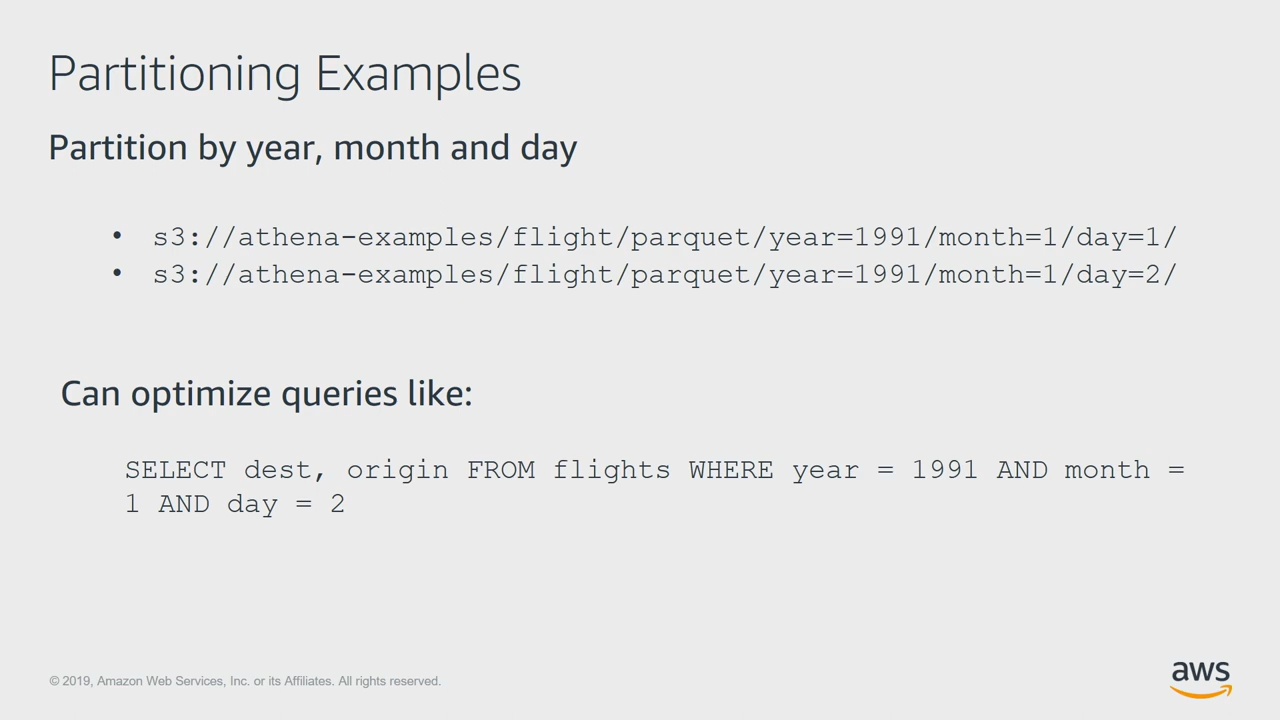 Partitioning Examples
Partition by year, month and day
• s3://athena-examples/flight/parquet/year=1991/month=1/day=1/
• s3://athena-examples/flight/parquet/year=1991/month=1/day=2/
Can optimize queries like:
SELECT dest, origin FROM flights WHERE year = 1991 AND month =
1 AND day = 2
© 2019, Amazon Web Services, Inc. or its Affiliates. All rights reserved.
aws